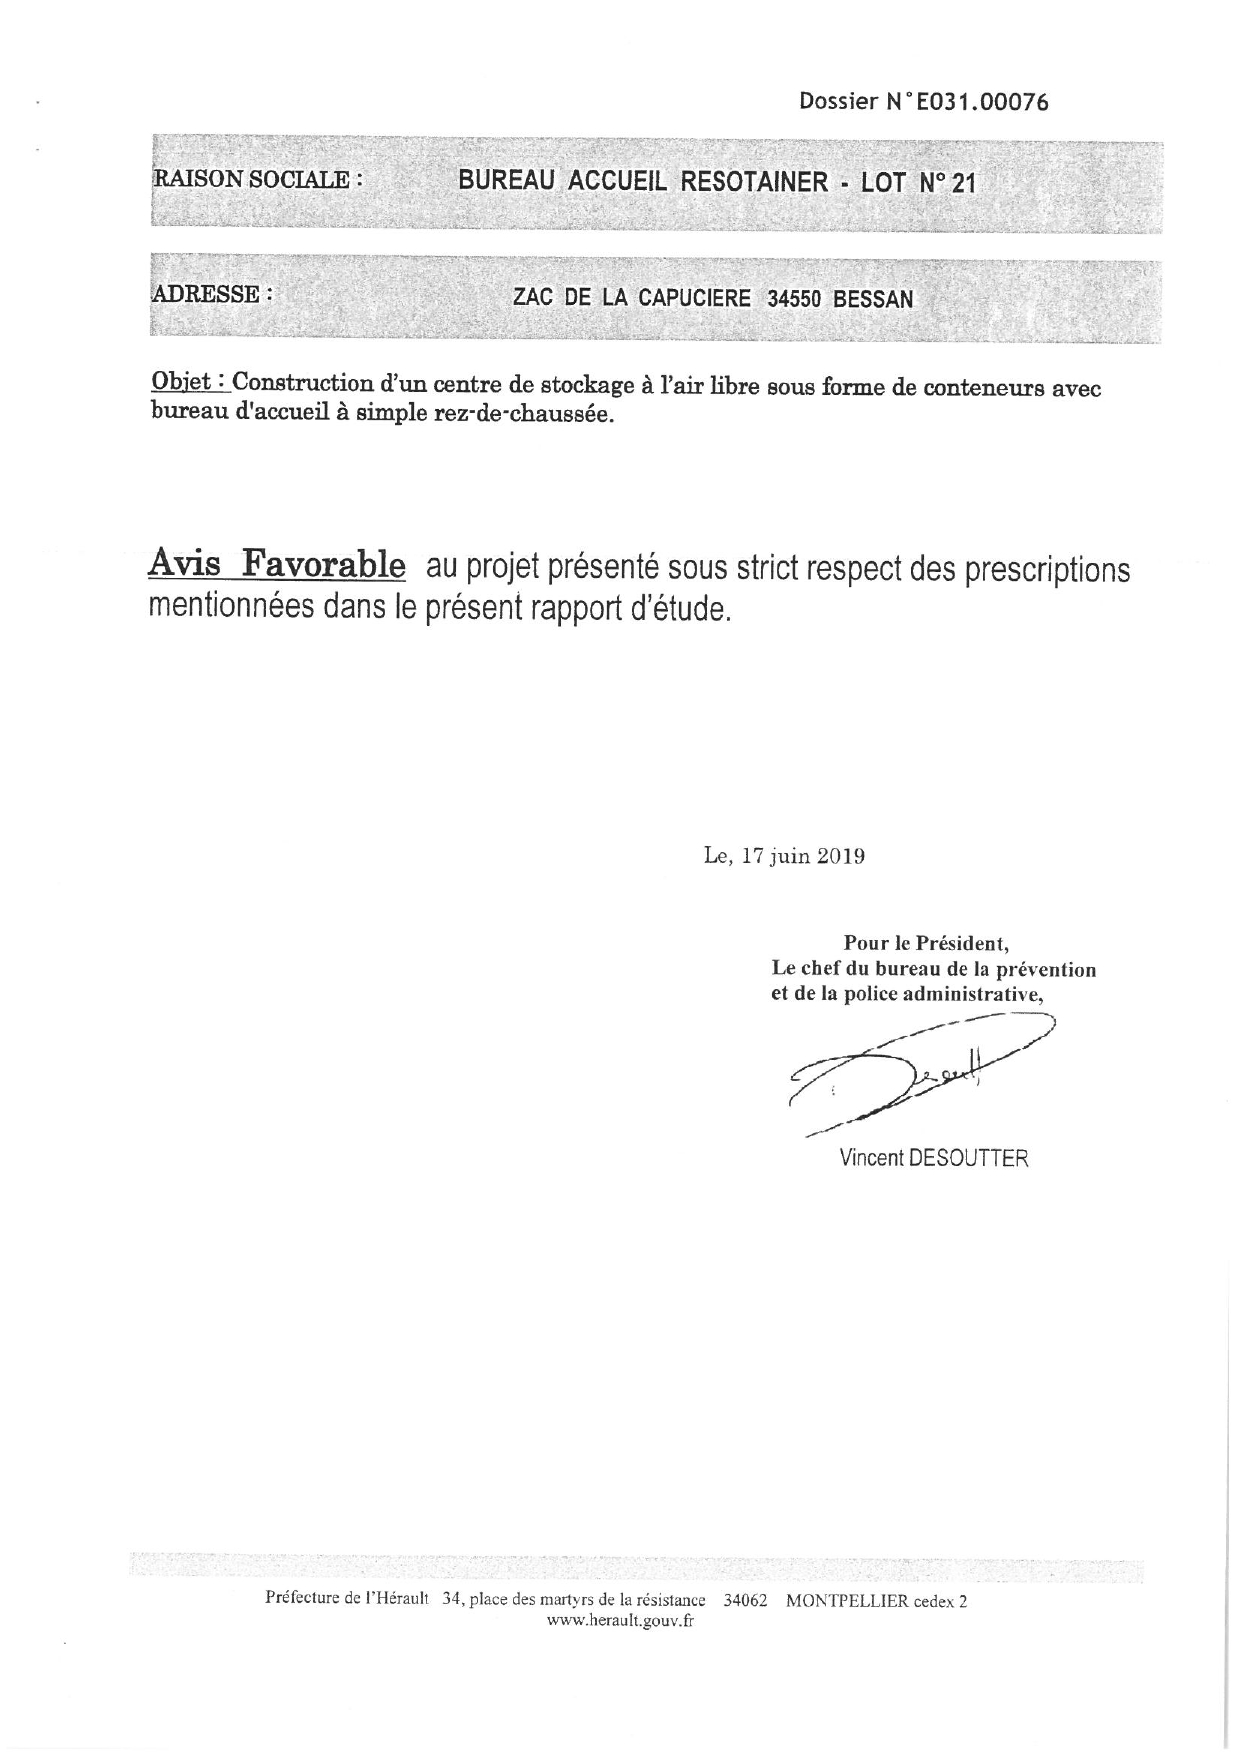 Dossier N°E031.00076
RAISON SOCIALE : BUREAU ACCUEIL RESOTAINER - LOT N° 21
ADRESSE : ZAC DE LA CAPUCIERE 34550 BESSAN
Objet : Construction d'un centre de stockage à l'air libre sous forme de conteneurs avec
bureau d'accueil à simple rez-de-chaussée.
Avis Favorable au projet présenté sous strict respect des prescriptions
mentionnées dans le présent rapport d'étude.
Le, 17 juin 2019
Pour le Président,
Le chef du bureau de la prévention
et de la police administrative,
Vincent DESOUTTER
Préfecture de l'Hérault 34, place des martyrs de la résistance 34062 MONTPELLIER cedex 2
www.herault.gouv.fr